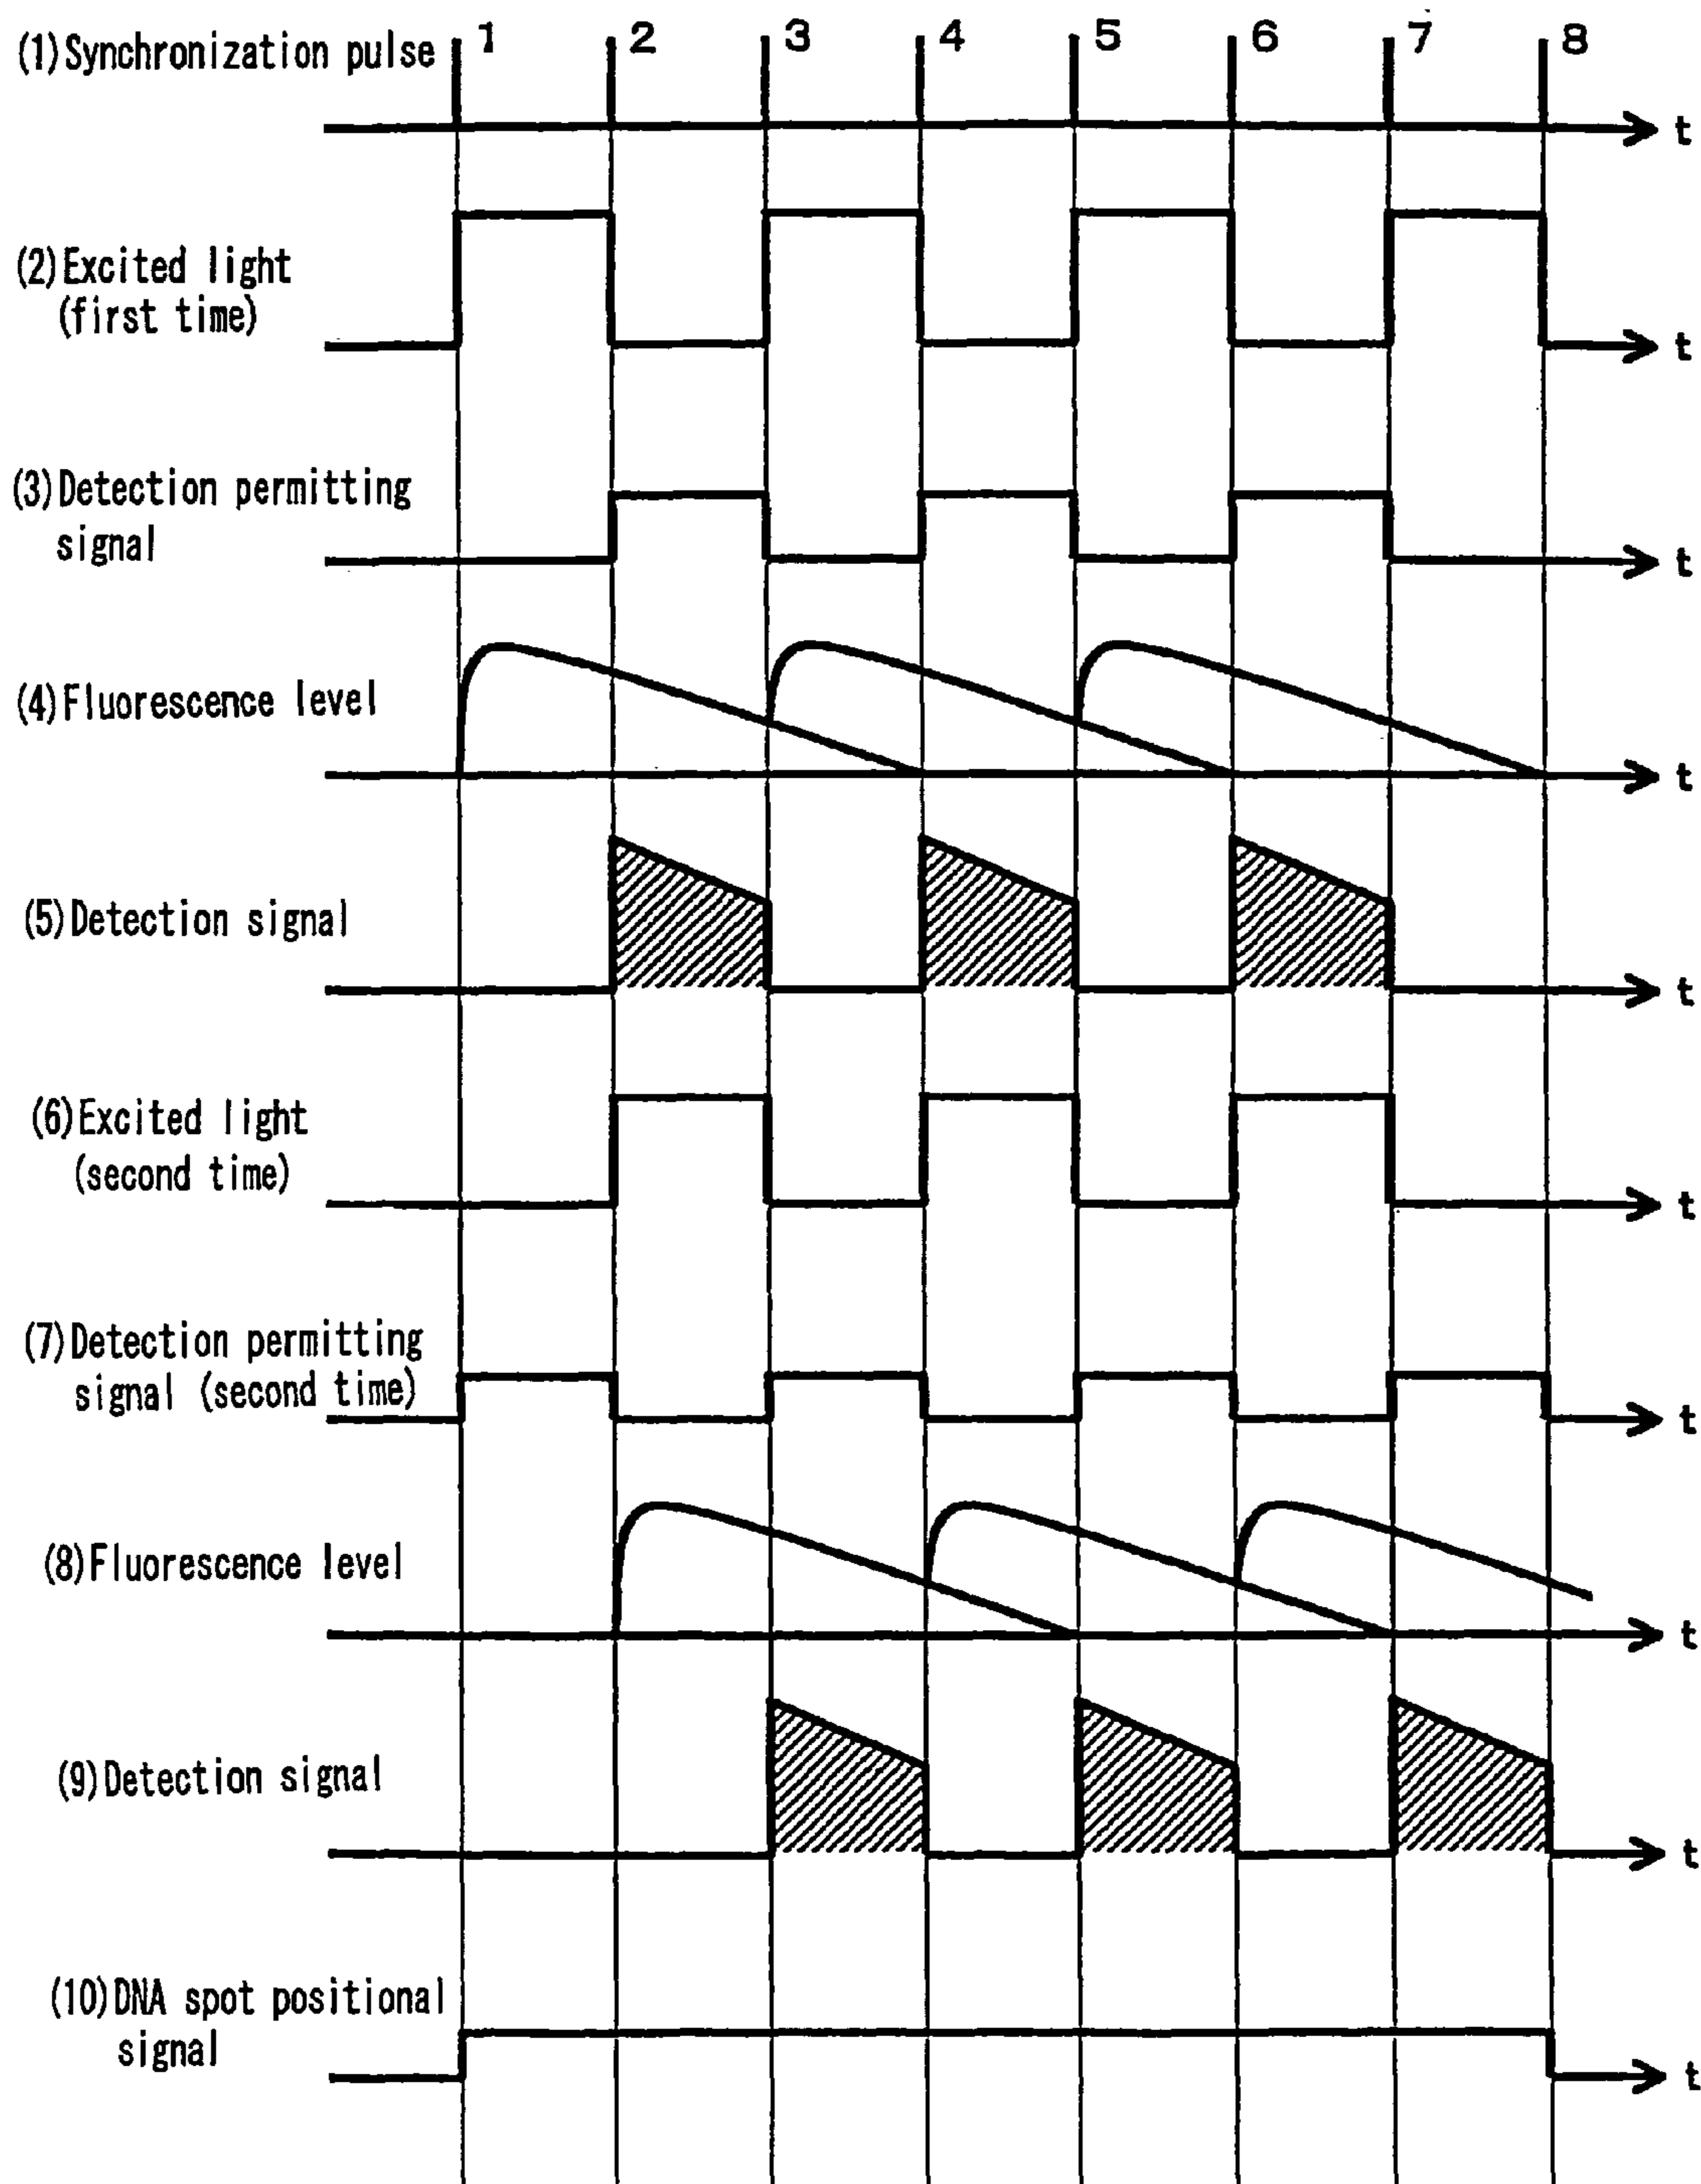 (1)Synchronization pulse
1 2 3 4 5 6 7 8
t
(2)Excited light
(first time)
t
(3)Detection permitting
signal
t
(4)Fluorescence level
t
(5)Detection signal
t
(6)Excited light
(second time)
t
(7)Detection permitting
signal (second time)
t
(8)Fluorescence level
t
(9)Detection signal
t
(10)DNA spot positional
signal
t